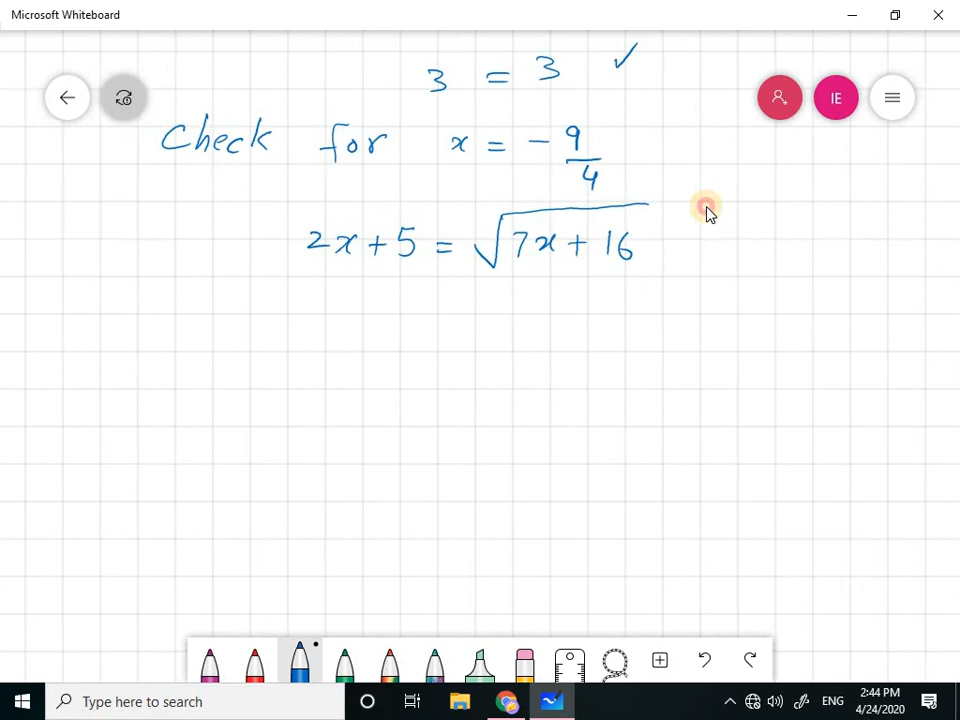 Microsoft Whiteboard
3 = 3 ✓
IE
Check for x = -9/4
2x + 5 = √(7x + 16)
Type here to search
ENG
2:44 PM
4/24/2020